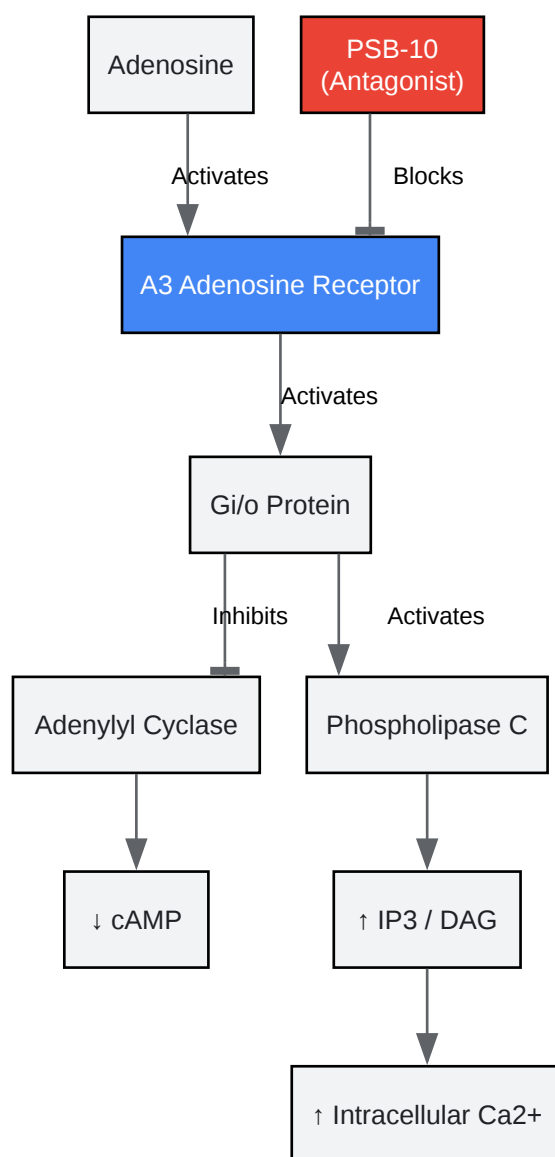 Adenosine
PSB-10
(Antagonist)
Activates
Blocks
A3 Adenosine Receptor
Activates
Gi/o Protein
Inhibits
Activates
Adenylyl Cyclase
Phospholipase C
↓ cAMP
↑ IP3 / DAG
↑ Intracellular Ca2+